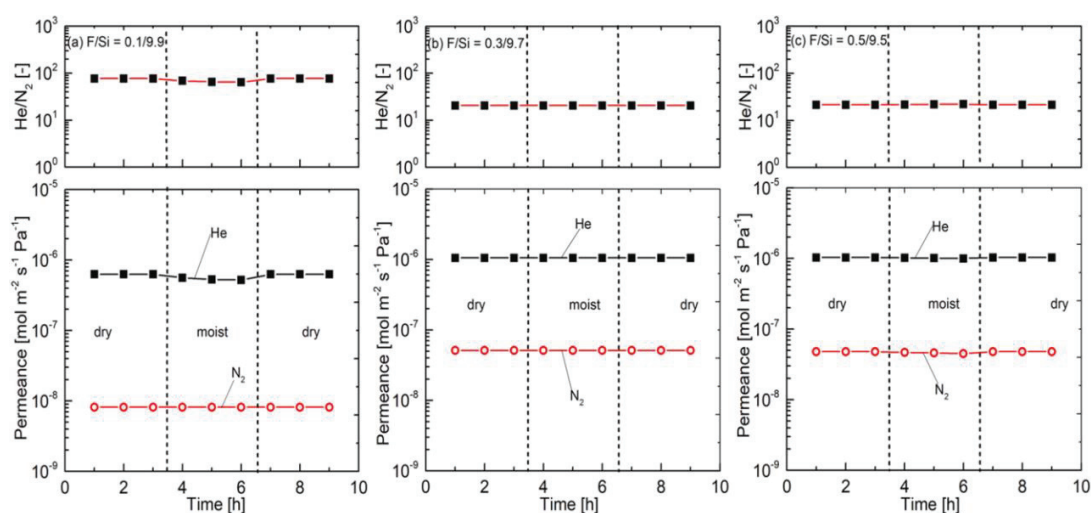 (a) F/Si = 0.1/9.9
He/N₂ [-]
10³
10²
10¹
10⁰
Permeance [mol m⁻² s⁻¹ Pa⁻¹]
10⁻⁵
10⁻⁶
10⁻⁷
10⁻⁸
10⁻⁹
He
dry moist dry
N₂
0 2 4 6 8 10
Time [h]
(b) F/Si = 0.3/9.7
He/N₂ [-]
10³
10²
10¹
10⁰
Permeance [mol m⁻² s⁻¹ Pa⁻¹]
10⁻⁵
10⁻⁶
10⁻⁷
10⁻⁸
10⁻⁹
He
dry moist dry
N₂
0 2 4 6 8 10
Time [h]
(c) F/Si = 0.5/9.5
He/N₂ [-]
10³
10²
10¹
10⁰
Permeance [mol m⁻² s⁻¹ Pa⁻¹]
10⁻⁵
10⁻⁶
10⁻⁷
10⁻⁸
10⁻⁹
He
dry moist dry
N₂
0 2 4 6 8 10
Time [h]